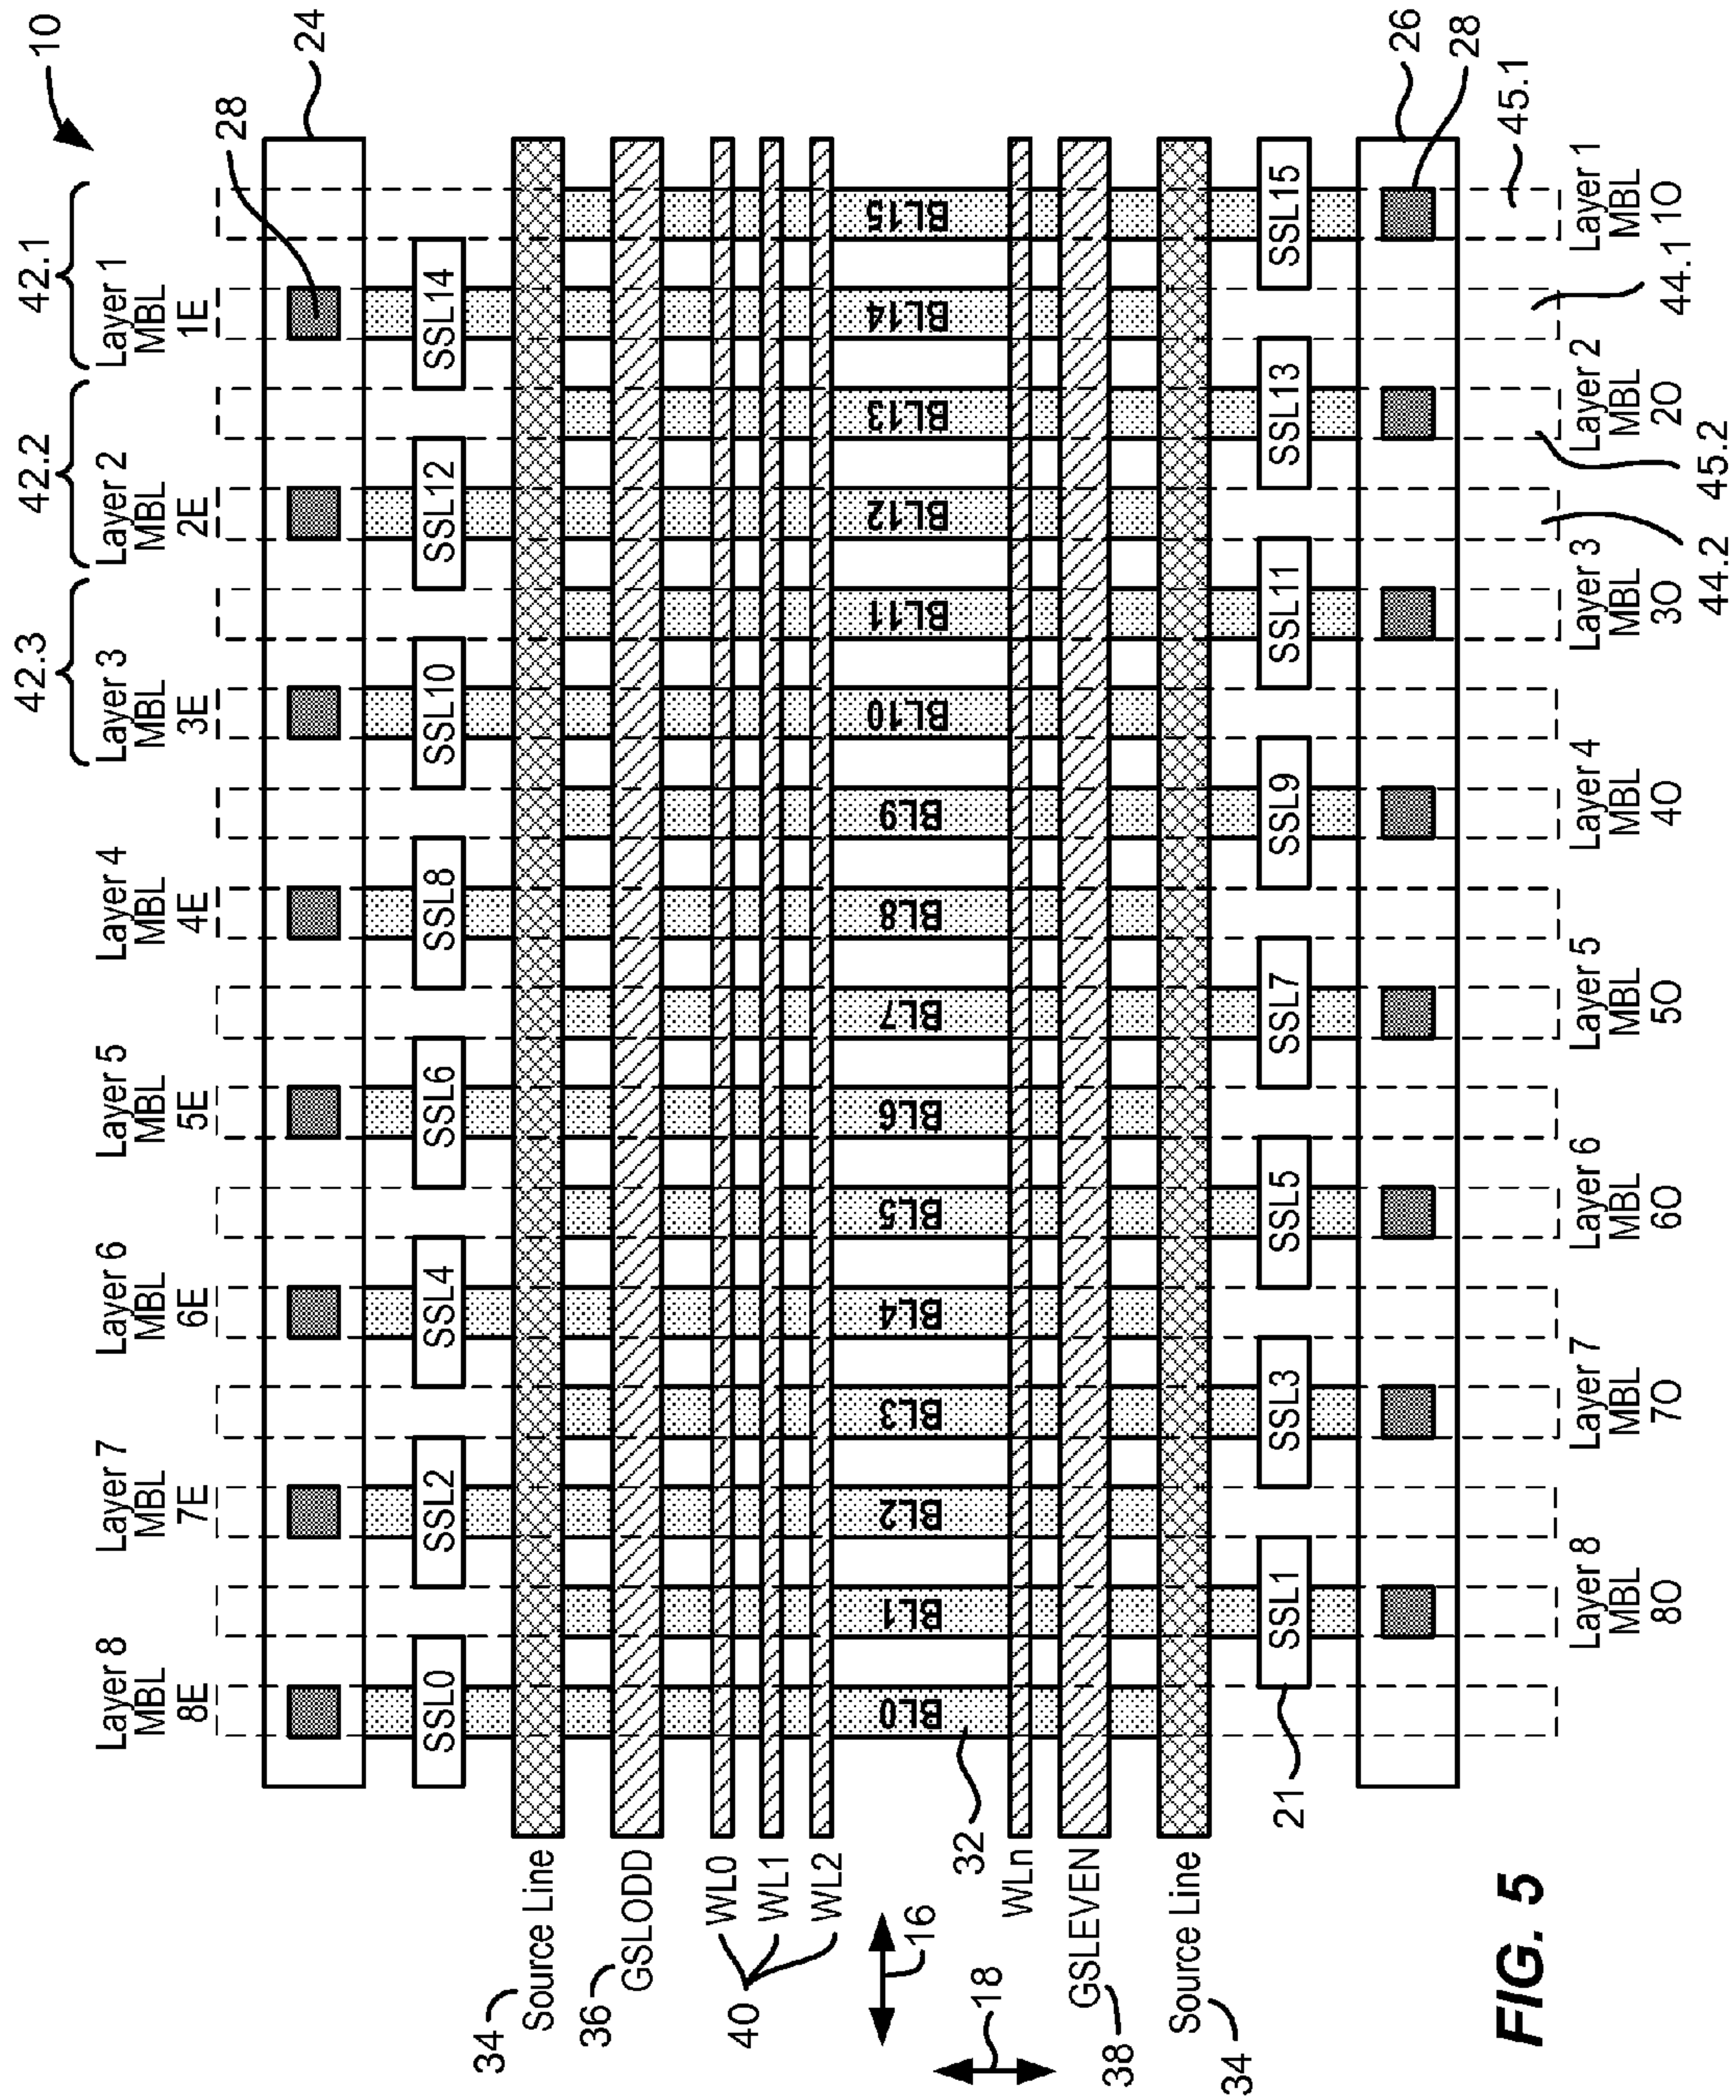 10
42.3
42.2
42.1
Layer 8
MBL
8E
Layer 7
MBL
7E
Layer 6
MBL
6E
Layer 5
MBL
5E
Layer 4
MBL
4E
Layer 3
MBL
3E
Layer 2
MBL
2E
Layer 1
MBL
1E
28
24
SSL0
SSL2
SSL4
SSL6
SSL8
SSL10
SSL12
SSL14
34
Source Line
36
GSLODD
40
WL0
WL1
WL2
BL0
BL1
BL2
BL3
BL4
BL5
BL6
BL7
BL8
BL9
BL10
BL11
BL12
BL13
BL14
BL15
16
32
18
WLn
38
GSLEVEN
34
Source Line
21
SSL1
SSL3
SSL5
SSL7
SSL9
SSL11
SSL13
SSL15
26
28
45.1
Layer 8
MBL
8O
Layer 7
MBL
7O
Layer 6
MBL
6O
Layer 5
MBL
5O
Layer 4
MBL
4O
Layer 3
MBL
3O
Layer 2
MBL
2O
Layer 1
MBL
1O
44.2
45.2
44.1
FIG. 5